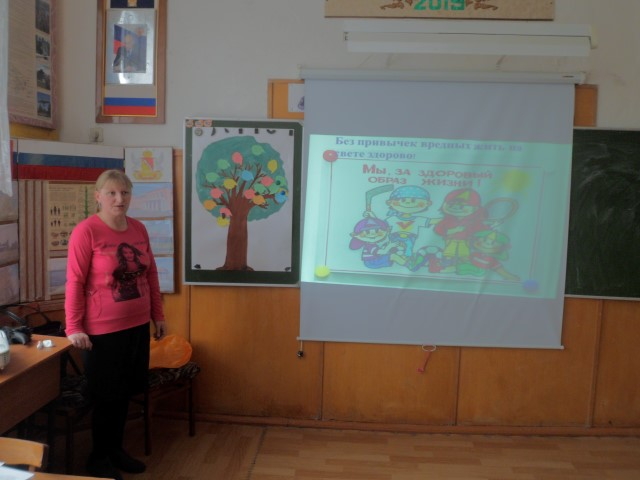 2019
Без привычек вредных жить на
свете здорово!
Мы за здоровый
образ жизни!